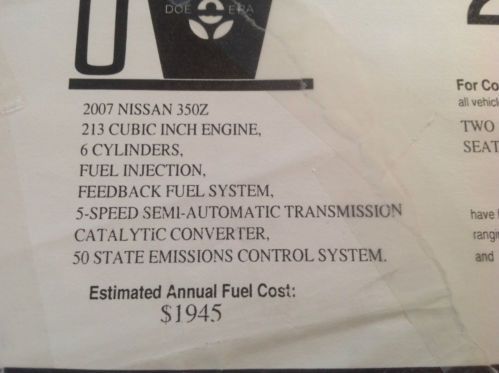 DOE EPA
2007 NISSAN 350Z
213 CUBIC INCH ENGINE,
6 CYLINDERS,
FUEL INJECTION,
FEEDBACK FUEL SYSTEM,
5-SPEED SEMI-AUTOMATIC TRANSMISSION
CATALYTiC CONVERTER,
50 STATE EMISSIONS CONTROL SYSTEM.
Estimated Annual Fuel Cost:
$1945
For Co
all vehicl
TWO
SEAT
have
rangi
and